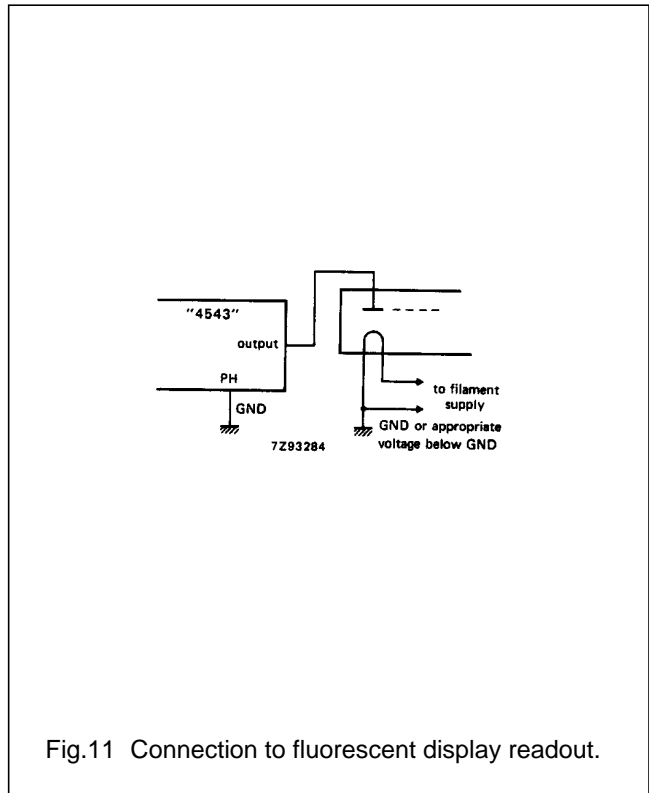 "4543"
output
PH
GND
7Z93284
to filament
supply
GND or appropriate
voltage below GND
Fig.11 Connection to fluorescent display readout.